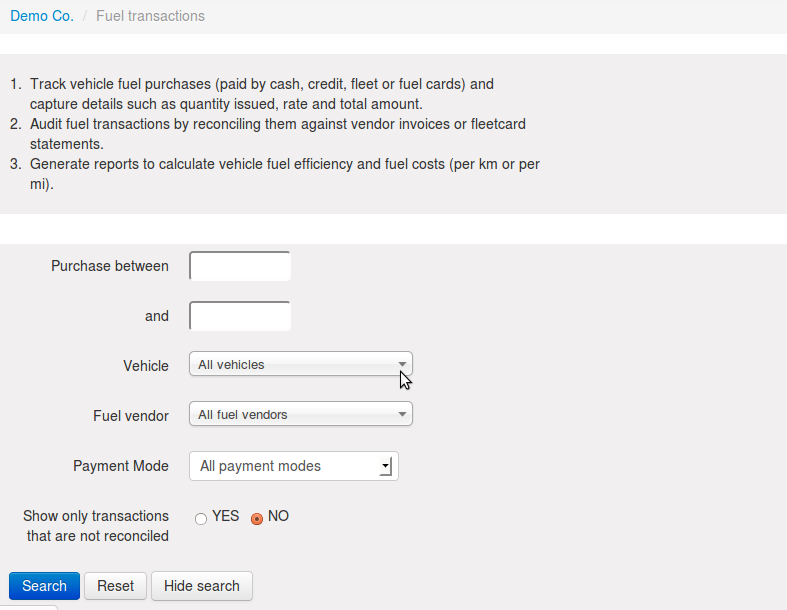 Demo Co. / Fuel transactions
1. Track vehicle fuel purchases (paid by cash, credit, fleet or fuel cards) and
capture details such as quantity issued, rate and total amount.
2. Audit fuel transactions by reconciling them against vendor invoices or fleetcard
statements.
3. Generate reports to calculate vehicle fuel efficiency and fuel costs (per km or per
mi).
Purchase between
and
Vehicle All vehicles
Fuel vendor All fuel vendors
Payment Mode All payment modes
Show only transactions YES NO
that are not reconciled
Search Reset Hide search